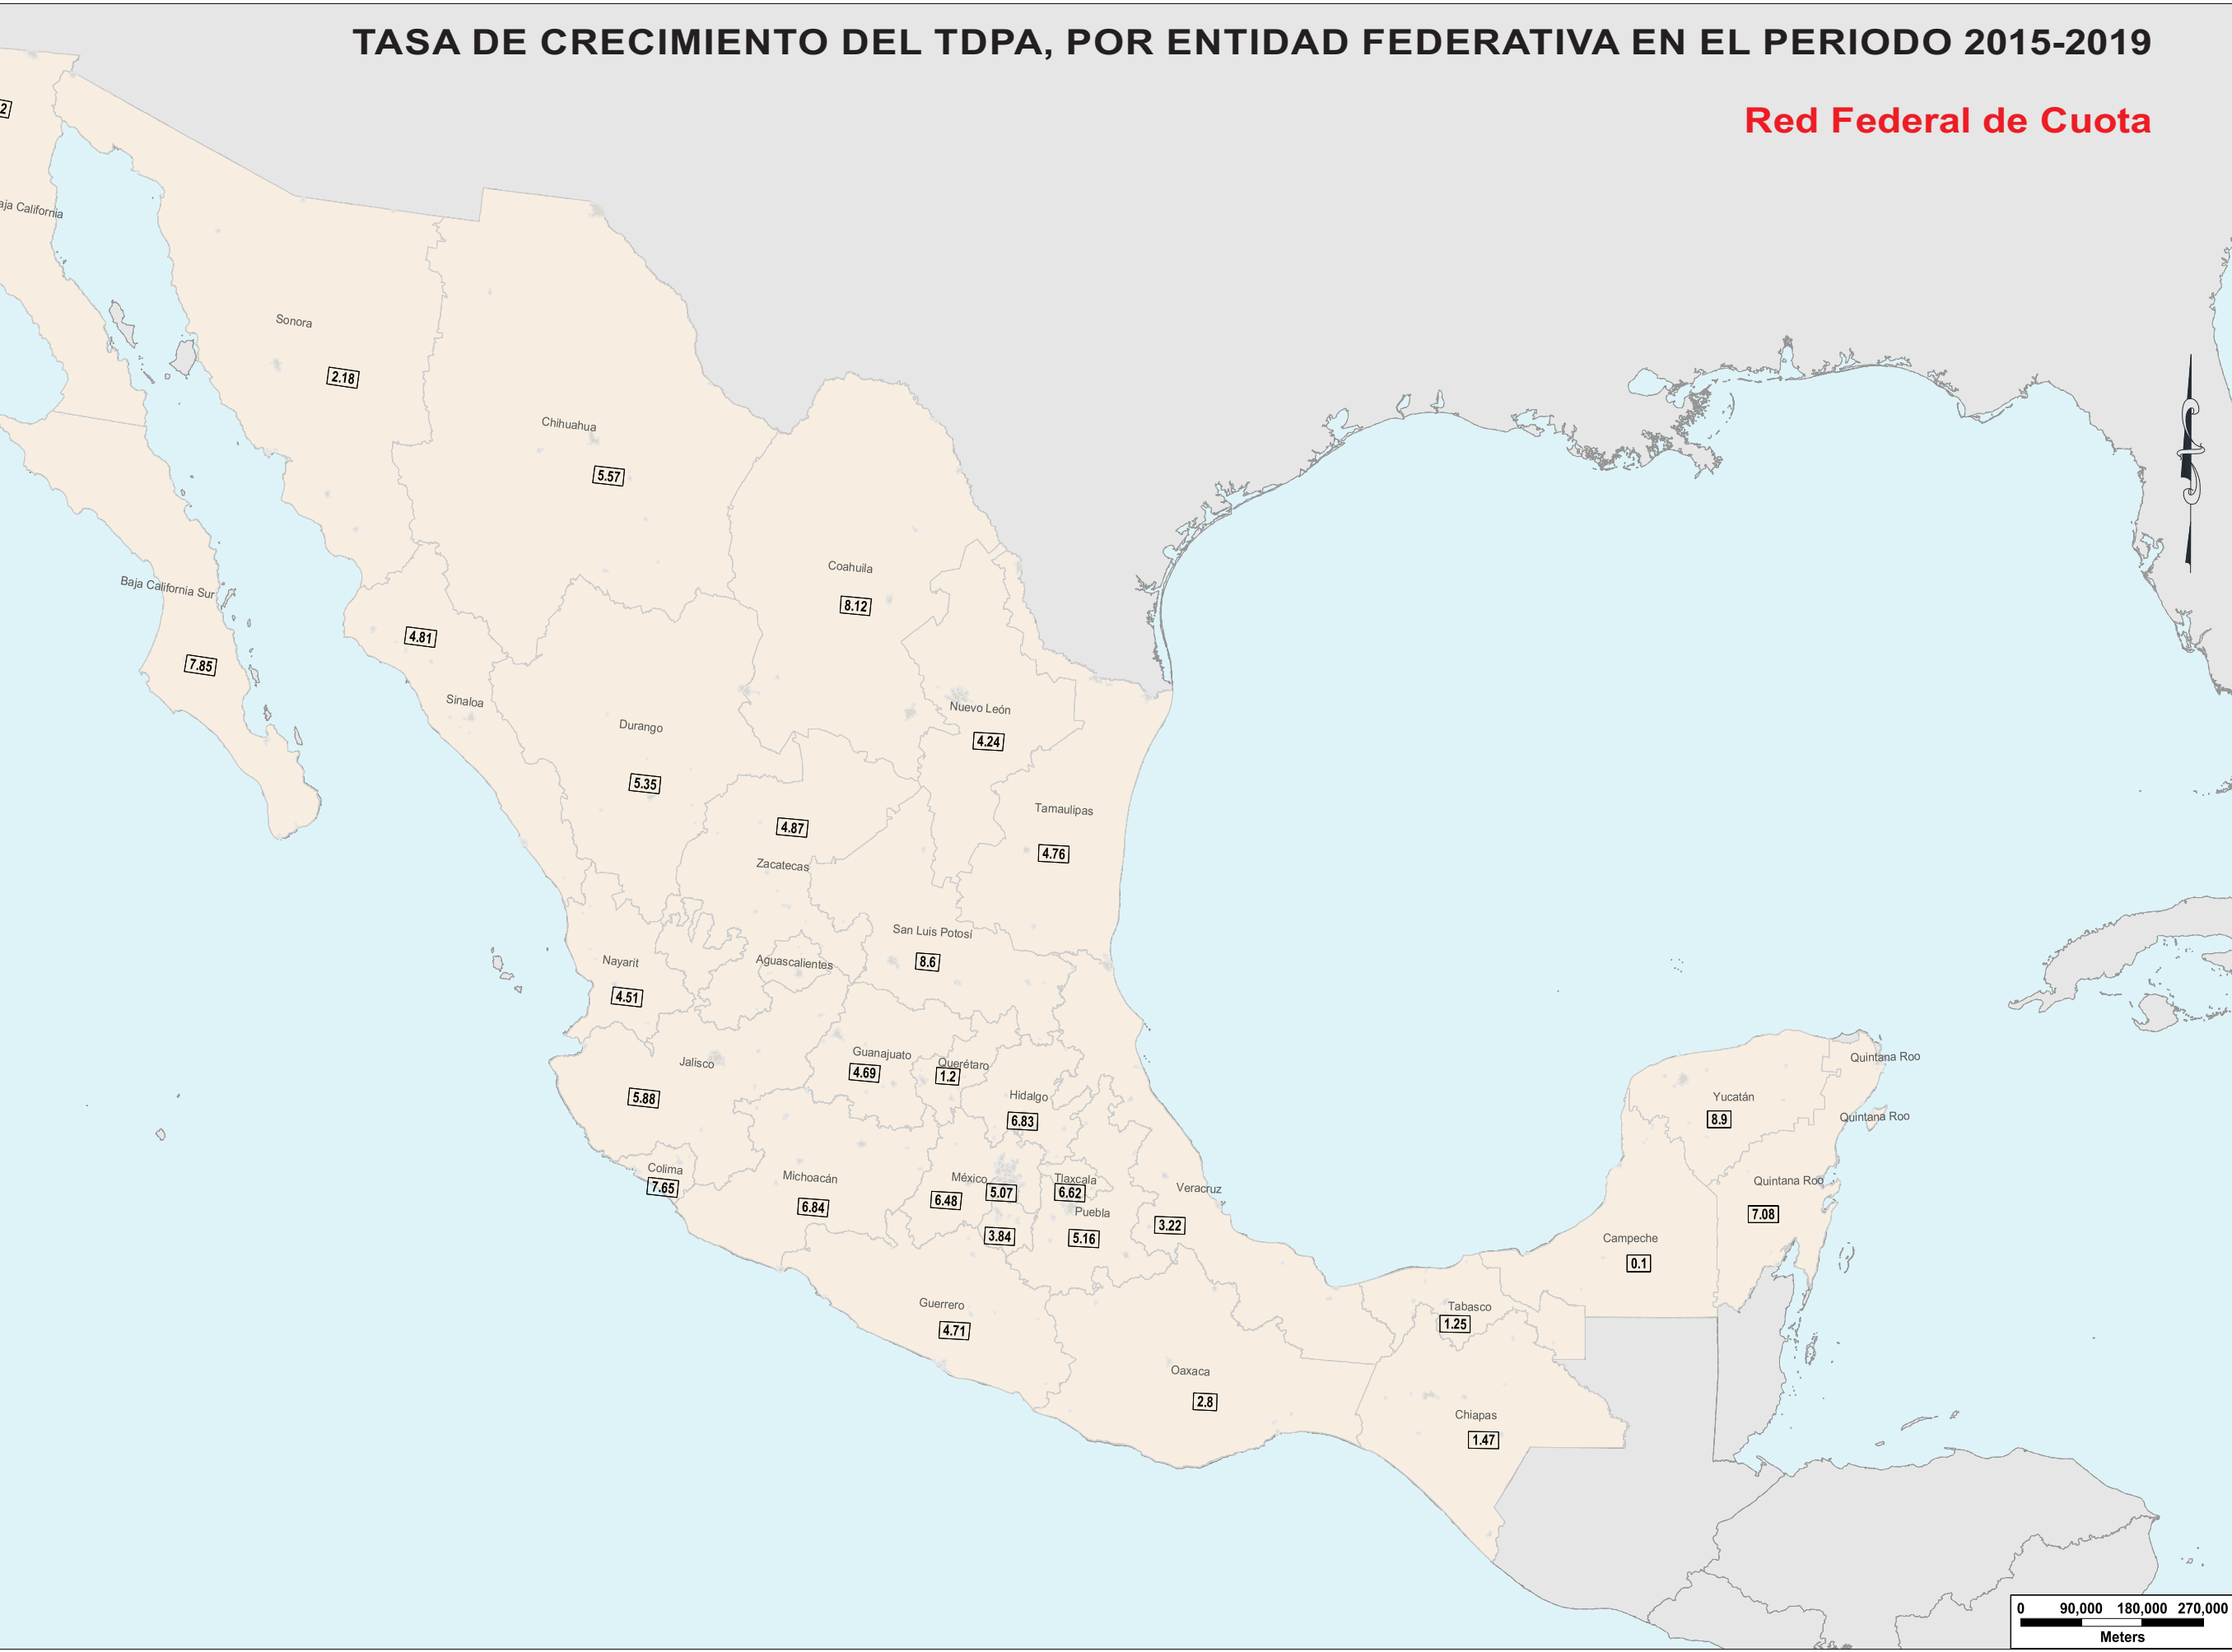 TASA DE CRECIMIENTO DEL TDPA, POR ENTIDAD FEDERATIVA EN EL PERIODO 2015-2019
Red Federal de Cuota
2
aja California
Sonora
2.18
Chihuahua
5.57
Coahuila
8.12
Baja California Sur
7.85
4.81
Sinaloa
Nuevo León
4.24
Durango
5.35
Tamaulipas
4.76
4.87
Zacatecas
San Luis Potosí
8.6
Nayarit
4.51
Aguascalientes
Jalisco
5.88
Guanajuato
4.69
Querétaro
1.2
Hidalgo
6.83
Colima
7.65
Michoacán
6.84
México
6.48
5.07
3.84
Tlaxcala
6.62
Puebla
5.16
Veracruz
3.22
Guerrero
4.71
Oaxaca
2.8
Tabasco
1.25
Chiapas
1.47
Campeche
0.1
Yucatán
8.9
Quintana Roo
Quintana Roo
Quintana Roo
7.08
0 90,000 180,000 270,000
Meters